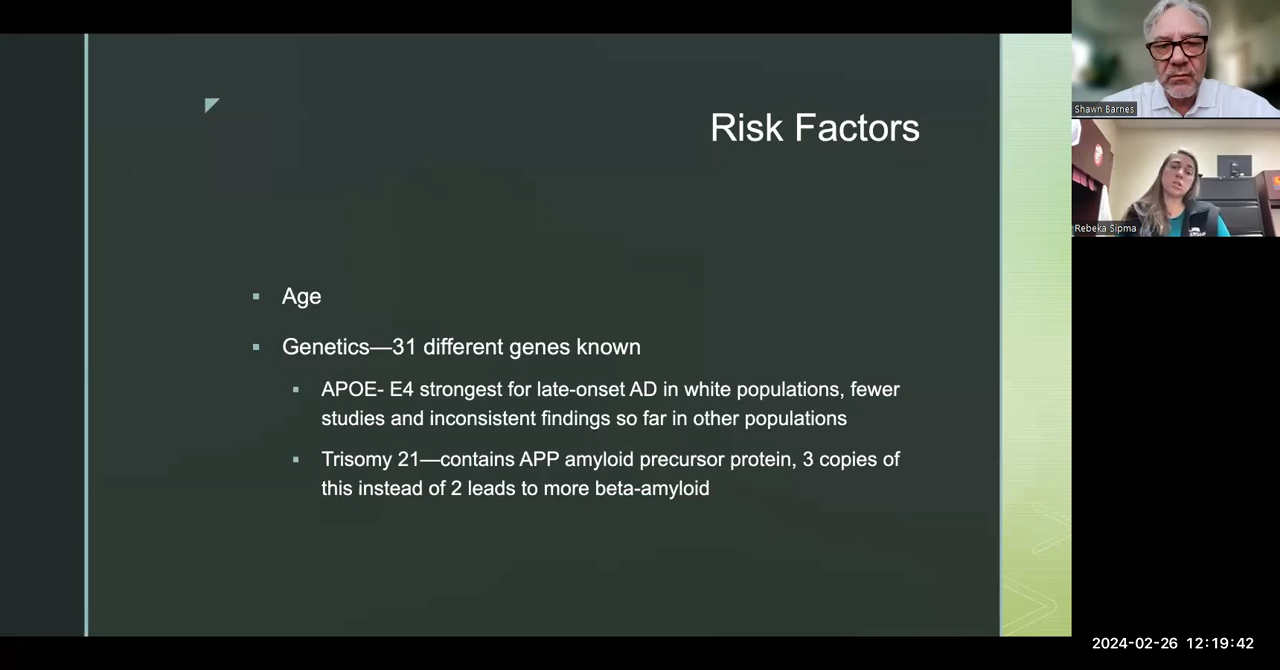 Risk Factors
Age
Genetics—31 different genes known
APOE- E4 strongest for late-onset AD in white populations, fewer
studies and inconsistent findings so far in other populations
Trisomy 21—contains APP amyloid precursor protein, 3 copies of
this instead of 2 leads to more beta-amyloid
Shawn Barnes
Rebeka Sipma
2024-02-26 12:19:42